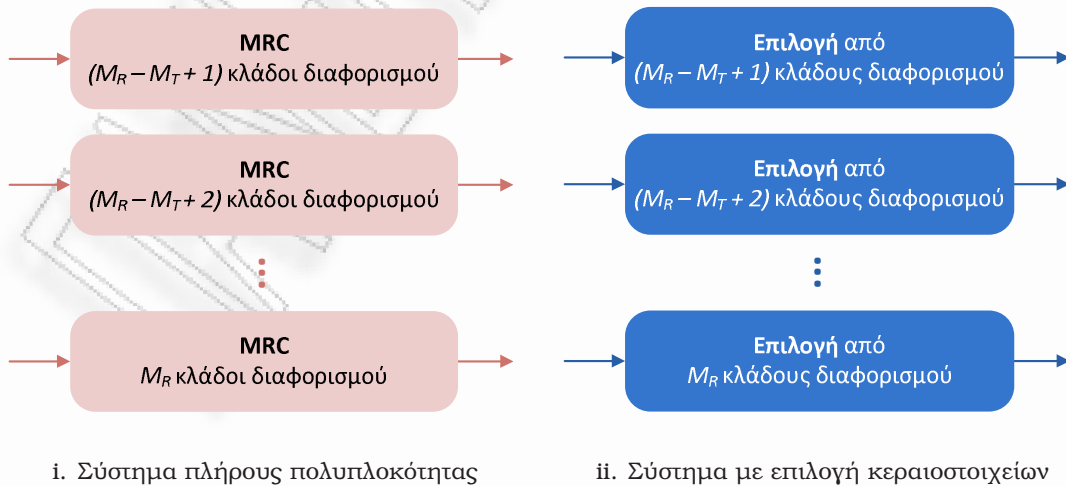 MRC
(M_R – M_T + 1) κλάδοι διαφορισμού
MRC
(M_R – M_T + 2) κλάδοι διαφορισμού
MRC
M_R κλάδοι διαφορισμού
i. Σύστημα πλήρους πολυπλοκότητας
Επιλογή από
(M_R – M_T + 1) κλάδους διαφορισμού
Επιλογή από
(M_R – M_T + 2) κλάδους διαφορισμού
Επιλογή από
M_R κλάδους διαφορισμού
ii. Σύστημα με επιλογή κεραιοστοιχείων